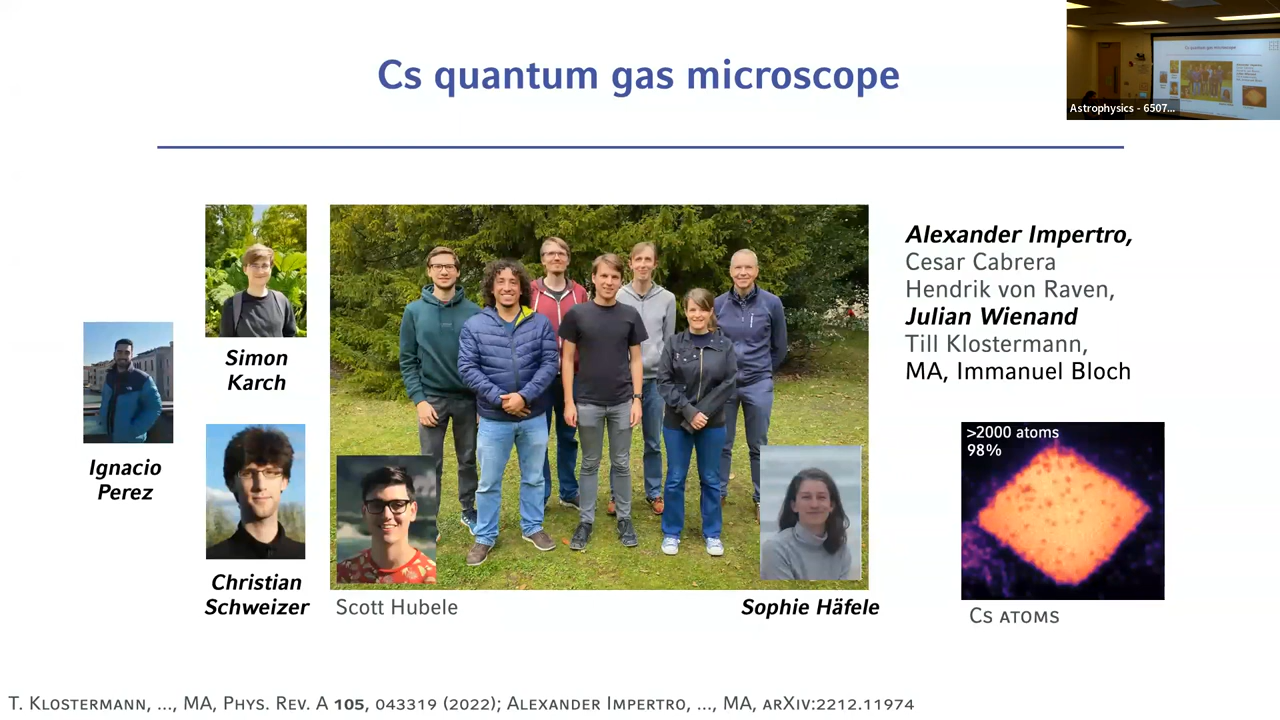 Cs quantum gas microscope
Astrophysics - 6507...
Simon
Karch
Ignacio
Perez
Christian
Schweizer
Scott Hubele
Sophie Häfele
Alexander Impertro,
Cesar Cabrera
Hendrik von Raven,
Julian Wienand
Till Klostermann,
MA, Immanuel Bloch
>2000 atoms
98%
Cs atoms
T. Klostermann, ..., MA, Phys. Rev. A 105, 043319 (2022); Alexander Impertro, ..., MA, arXiv:2212.11974